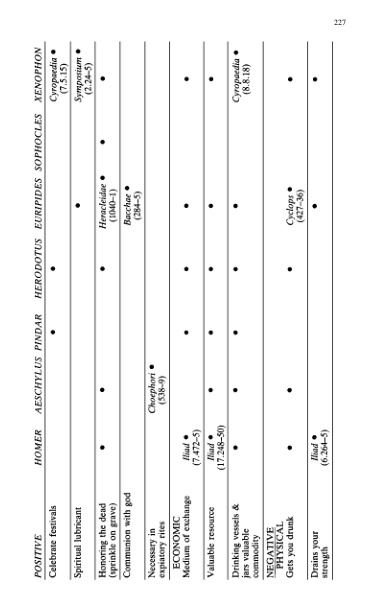 227
POSITIVE HOMER AESCHYLUS PINDAR HERODOTUS EURIPIDES SOPHOCLES XENOPHON
Celebrate festivals • • Cyropaedia •
(7.5.15)
Spiritual lubricant • Symposium •
(2.24–5)
Honoring the dead • • • Heracleidae • • •
(sprinkle on grave) (1040–1)
Communion with god Bacchae •
(284–5)
Necessary in Choephori •
expiatory rites (538–9)
ECONOMIC
Medium of exchange Iliad • • • • •
(7.472–5)
Valuable resource Iliad • • • • • •
(17.248–50)
Drinking vessels & • • • • • Cyropaedia •
jars valuable (8.8.18)
commodity
NEGATIVE
PHYSICAL
Gets you drunk • • • Cyclops • •
(427–36)
Drains your Iliad • • •
strength (6.264–5)